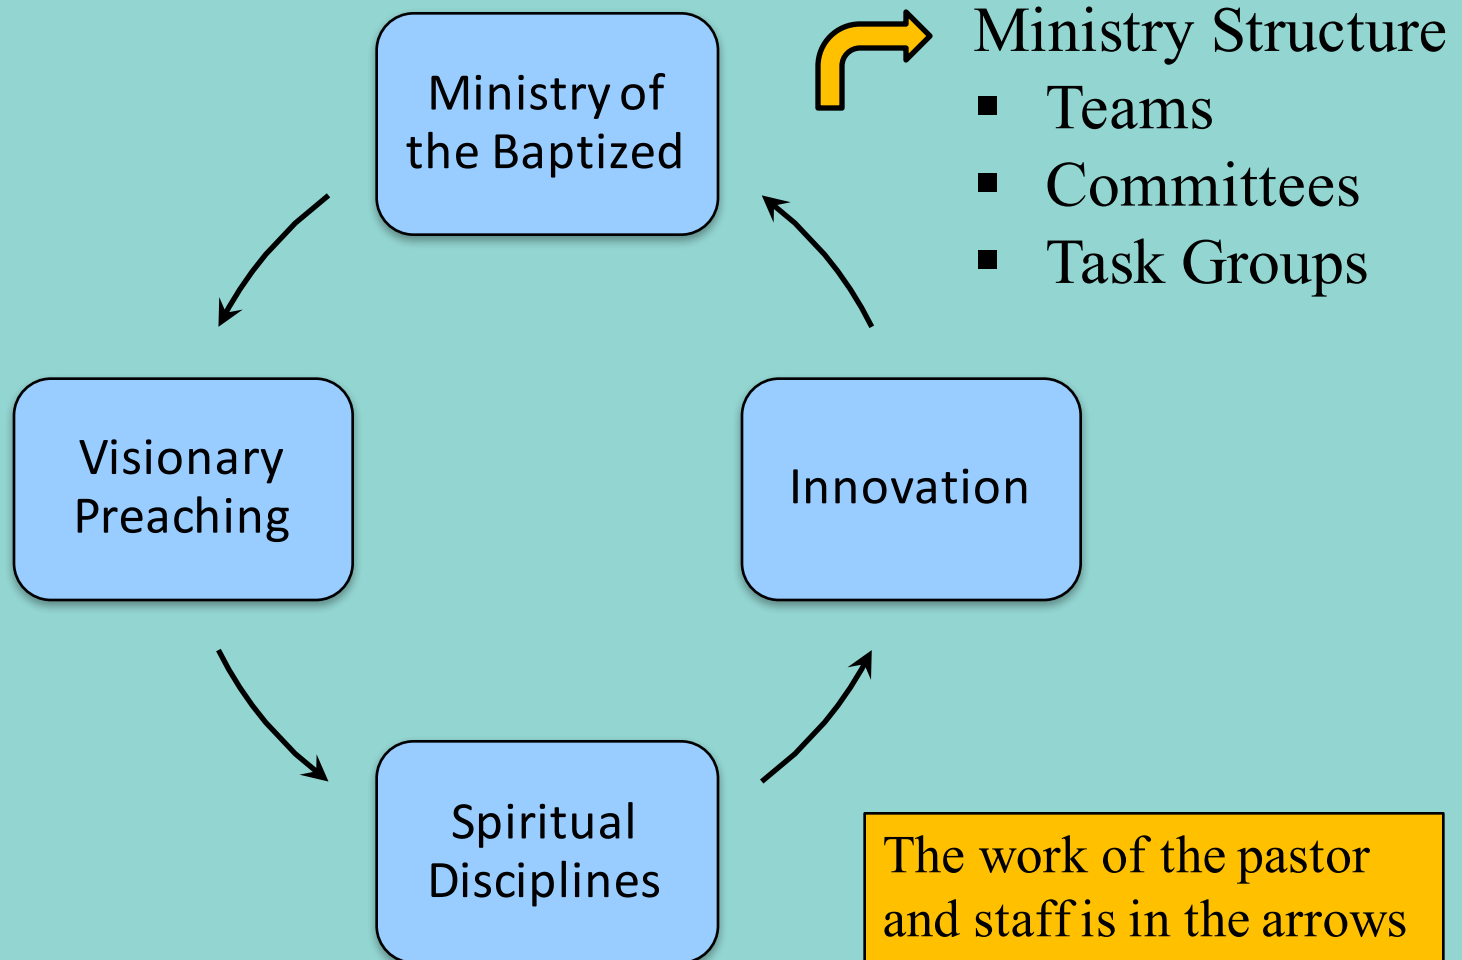 Ministry of
the Baptized
Ministry Structure
▪ Teams
▪ Committees
▪ Task Groups
Visionary
Preaching
Innovation
Spiritual
Disciplines
The work of the pastor
and staff is in the arrows